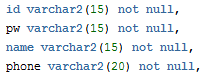 id varchar2(15) not null,
pw varchar2(15) not null,
name varchar2(15) not null,
phone varchar2(20) not null,